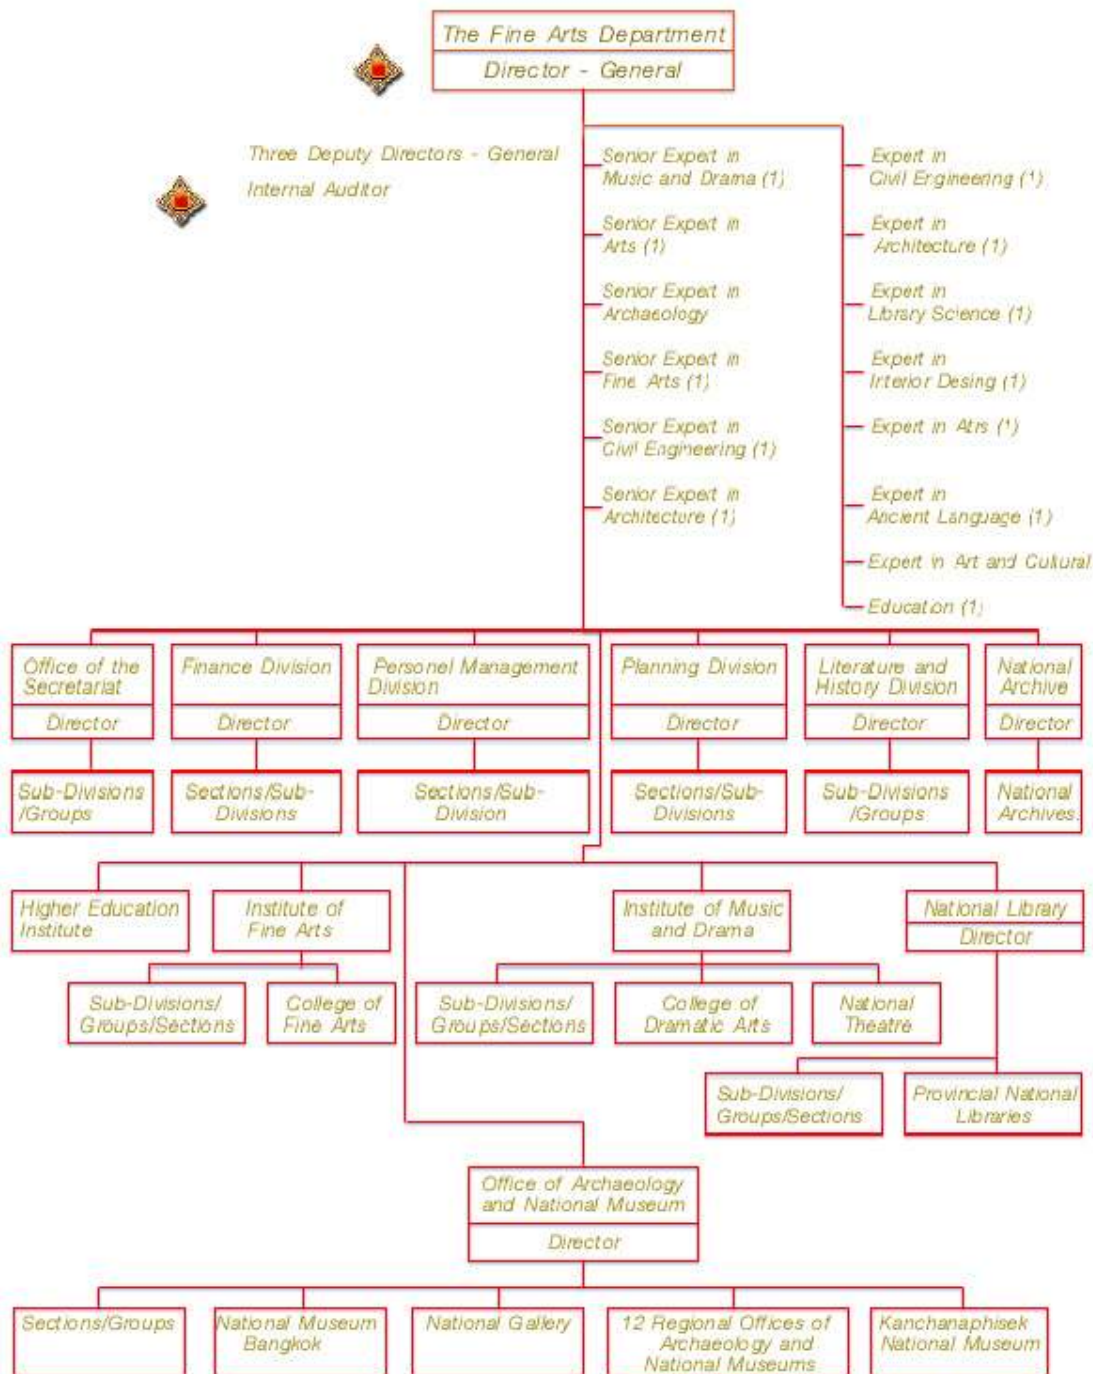 The Fine Arts Department
Director - General
Three Deputy Directors - General
Internal Auditor
Senior Expert in
Music and Drama (1)
Senior Expert in
Arts (1)
Senior Expert in
Archaeology
Senior Expert in
Fine Arts (1)
Senior Expert in
Civil Engineering (1)
Senior Expert in
Architecture (1)
Expert in
Civil Engineering (1)
Expert in
Architecture (1)
Expert in
Library Science (1)
Expert in
Interior Desing (1)
Expert in Atrs (1)
Expert in
Ancient Language (1)
Expert in Art and Cultural
Education (1)
Office of the
Secretariat
Director
Sub-Divisions
/Groups
Finance Division
Director
Sections/Sub-
Divisions
Personel Management
Division
Director
Sections/Sub-
Division
Planning Division
Director
Sections/Sub-
Divisions
Literature and
History Division
Director
Sub-Divisions
/Groups
National
Archive
Director
National
Archives.
Higher Education
Institute
Institute of
Fine Arts
Sub-Divisions/
Groups/Sections
College of
Fine Arts
Institute of Music
and Drama
Sub-Divisions/
Groups/Sections
College of
Dramatic Arts
National
Theatre
National Library
Director
Sub-Divisions/
Groups/Sections
Provincial National
Libraries
Office of Archaeology
and National Museum
Director
Sections/Groups
National Museum
Bangkok
National Gallery
12 Regional Offices of
Archaeology and
National Museums
Kanchanaphisek
National Museum